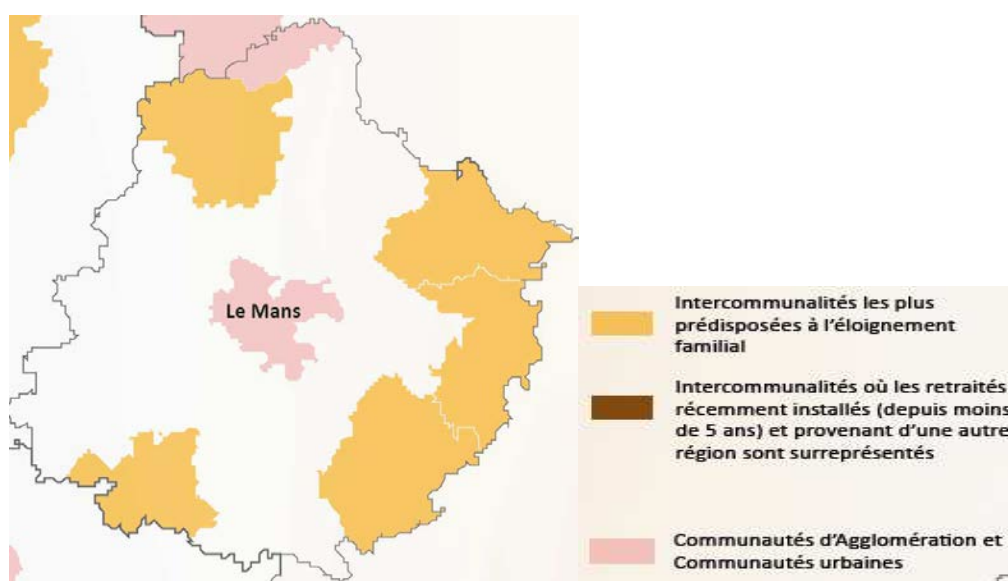 Le Mans
Intercommunalités les plus
prédisposées à l'éloignement
familial
Intercommunalités où les retraités
récemment installés (depuis moins
de 5 ans) et provenant d'une autre
région sont surreprésentés
Communautés d'Agglomération et
Communautés urbaines